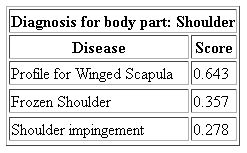 Diagnosis for body part: Shoulder
Disease Score
Profile for Winged Scapula 0.643
Frozen Shoulder 0.357
Shoulder impingement 0.278